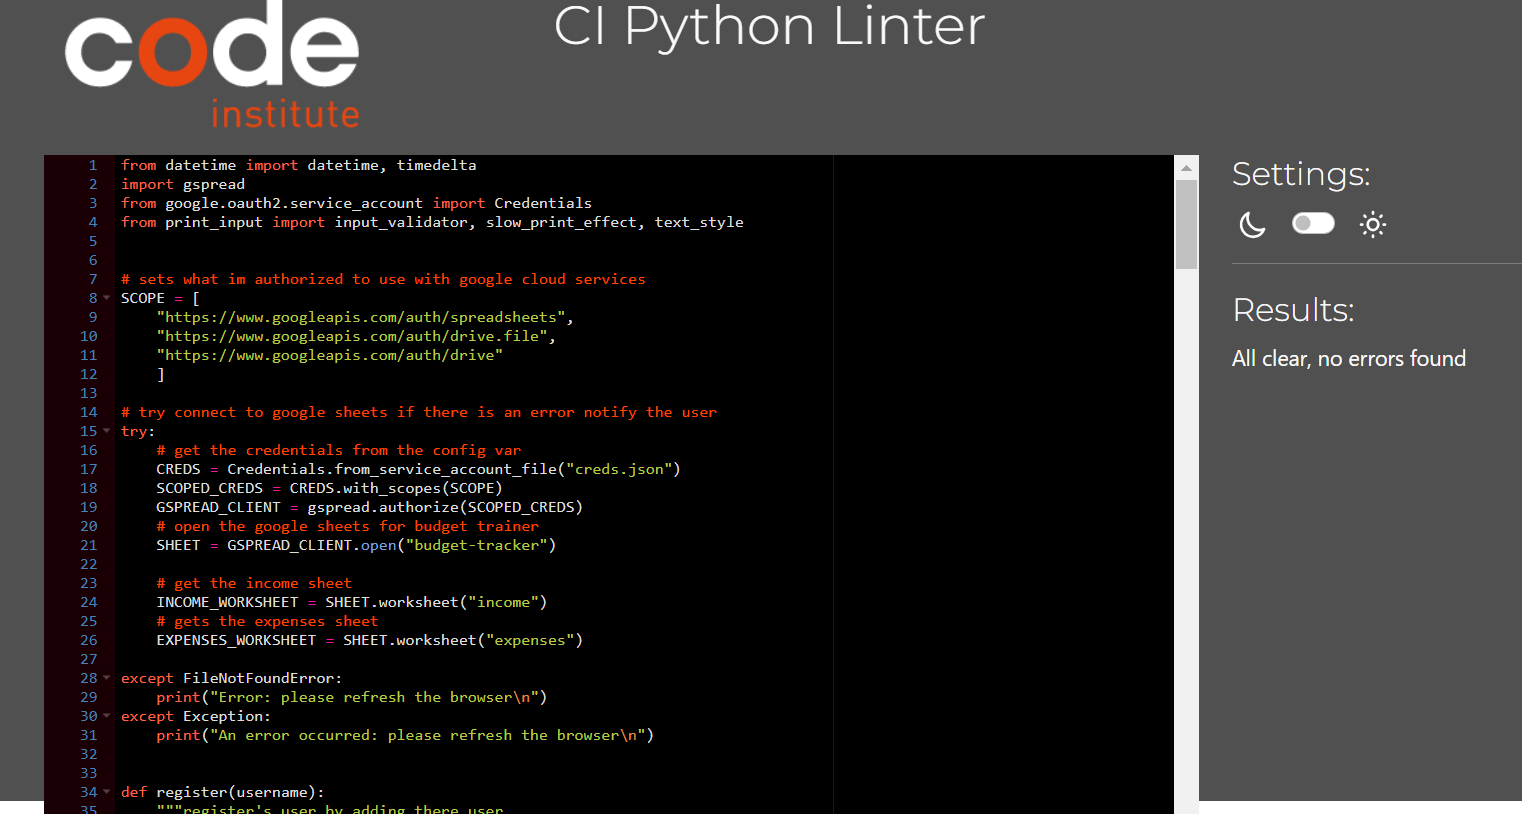 code
institute
CI Python Linter
1 from datetime import datetime, timedelta
2 import gspread
3 from google.oauth2.service_account import Credentials
4 from print_input import input_validator, slow_print_effect, text_style
5
6
7 # sets what im authorized to use with google cloud services
8 SCOPE = [
9     "https://www.googleapis.com/auth/spreadsheets",
10     "https://www.googleapis.com/auth/drive.file",
11     "https://www.googleapis.com/auth/drive"
12     ]
13
14 # try connect to google sheets if there is an error notify the user
15 try:
16     # get the credentials from the config var
17     CREDS = Credentials.from_service_account_file("creds.json")
18     SCOPED_CREDS = CREDS.with_scopes(SCOPE)
19     GSPREAD_CLIENT = gspread.authorize(SCOPED_CREDS)
20     # open the google sheets for budget trainer
21     SHEET = GSPREAD_CLIENT.open("budget-tracker")
22
23     # get the income sheet
24     INCOME_WORKSHEET = SHEET.worksheet("income")
25     # gets the expenses sheet
26     EXPENSES_WORKSHEET = SHEET.worksheet("expenses")
27
28 except FileNotFoundError:
29     print("Error: please refresh the browser\n")
30 except Exception:
31     print("An error occurred: please refresh the browser\n")
32
33
34 def register(username):
35     """register's user by adding there user
Settings:
Results:
All clear, no errors found